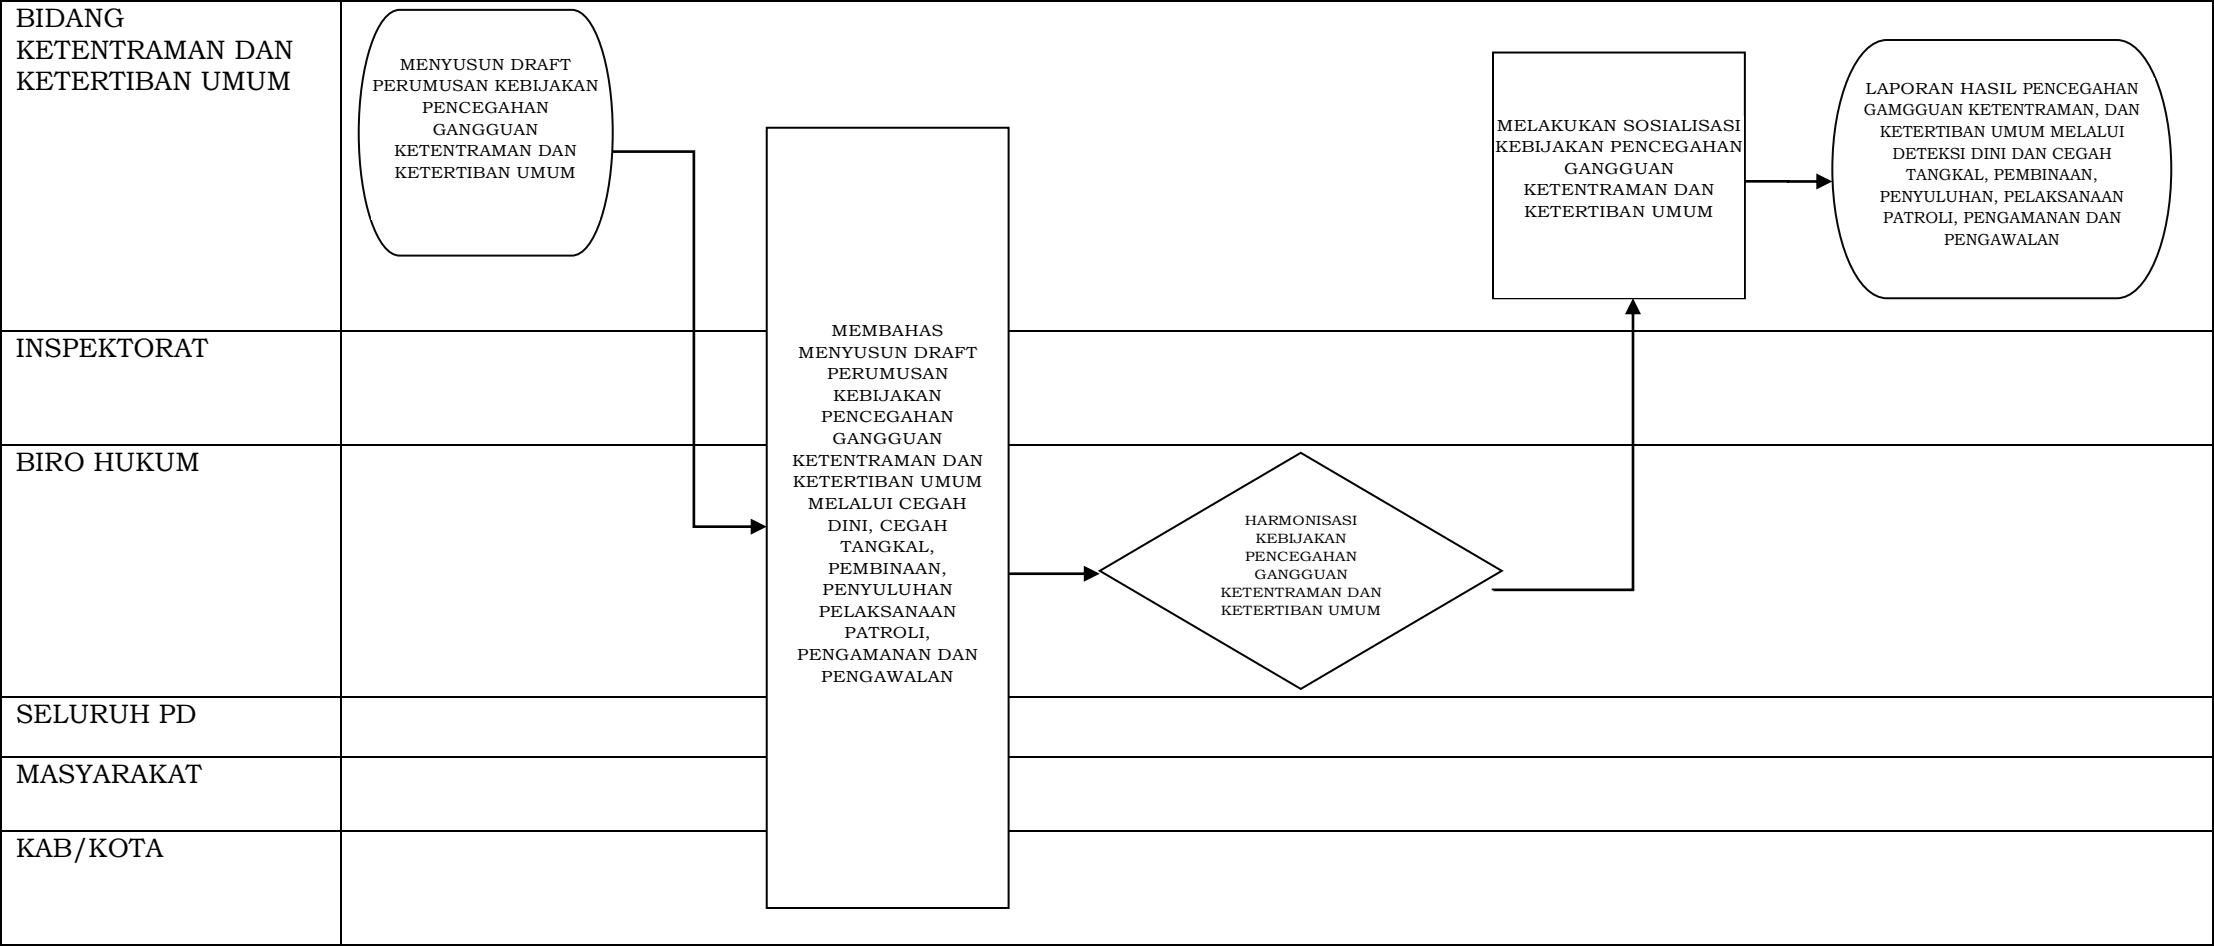 BIDANG
KETENTRAMAN DAN
KETERTIBAN UMUM
MENYUSUN DRAFT
PERUMUSAN KEBIJAKAN
PENCEGAHAN
GANGGUAN
KETENTRAMAN DAN
KETERTIBAN UMUM
MELAKUKAN SOSIALISASI
KEBIJAKAN PENCEGAHAN
GANGGUAN
KETENTRAMAN DAN
KETERTIBAN UMUM
LAPORAN HASIL PENCEGAHAN
GAMGGUAN KETENTRAMAN, DAN
KETERTIBAN UMUM MELALUI
DETEKSI DINI DAN CEGAH
TANGKAL, PEMBINAAN,
PENYULUHAN, PELAKSANAAN
PATROLI, PENGAMANAN DAN
PENGAWALAN
MEMBAHAS
MENYUSUN DRAFT
PERUMUSAN
KEBIJAKAN
PENCEGAHAN
GANGGUAN
KETENTRAMAN DAN
KETERTIBAN UMUM
MELALUI CEGAH
DINI, CEGAH
TANGKAL,
PEMBINAAN,
PENYULUHAN
PELAKSANAAN
PATROLI,
PENGAMANAN DAN
PENGAWALAN
INSPEKTORAT
BIRO HUKUM
HARMONISASI
KEBIJAKAN
PENCEGAHAN
GANGGUAN
KETENTRAMAN DAN
KETERTIBAN UMUM
SELURUH PD
MASYARAKAT
KAB/KOTA